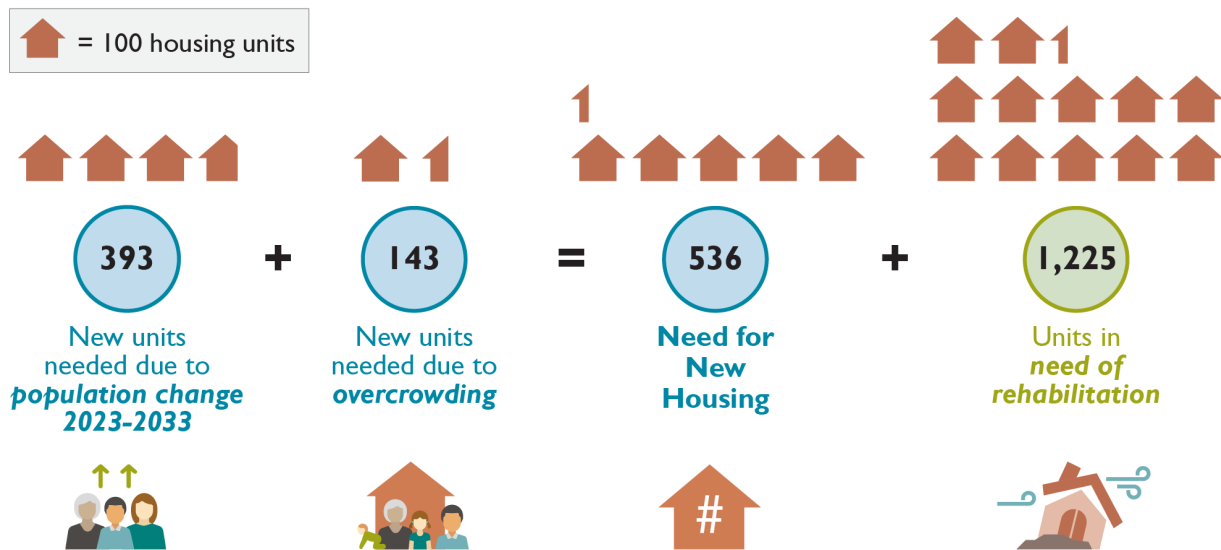 = 100 housing units
393
+
143
=
536
+
1,225
New units
needed due to
population change
2023-2033
New units
needed due to
overcrowding
Need for
New
Housing
Units in
need of
rehabilitation
#